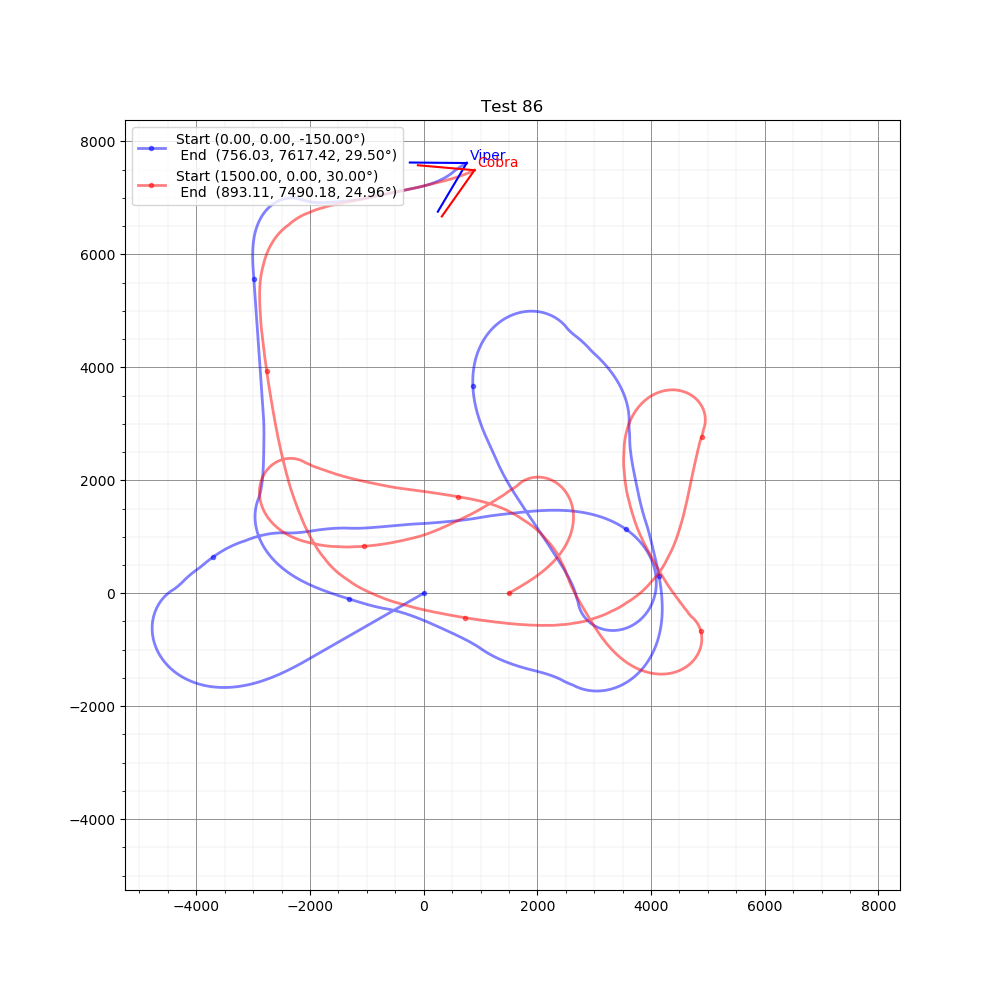 Test 86
Start (0.00, 0.00, -150.00°)
End  (756.03, 7617.42, 29.50°)
Start (1500.00, 0.00, 30.00°)
End  (893.11, 7490.18, 24.96°)
Viper
Cobra
8000
6000
4000
2000
0
−2000
−4000
−4000 −2000 0 2000 4000 6000 8000